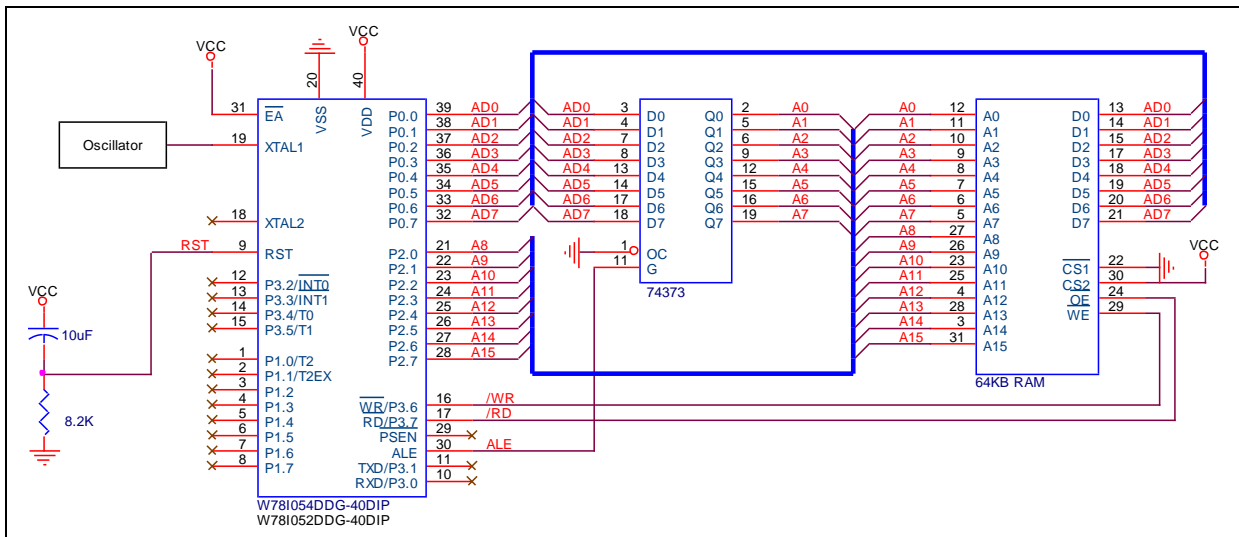 VCC
VCC
20
40
31
EA
VSS
VDD
Oscillator
19
XTAL1
18
XTAL2
RST
9
RST
12
P3.2/INT0
13
P3.3/INT1
14
P3.4/T0
15
P3.5/T1
VCC
10uF
8.2K
1
P1.0/T2
2
P1.1/T2EX
3
P1.2
4
P1.3
5
P1.4
6
P1.5
7
P1.6
8
P1.7
P0.0 39 AD0
P0.1 38 AD1
P0.2 37 AD2
P0.3 36 AD3
P0.4 35 AD4
P0.5 34 AD5
P0.6 33 AD6
P0.7 32 AD7
P2.0 21 A8
P2.1 22 A9
P2.2 23 A10
P2.3 24 A11
P2.4 25 A12
P2.5 26 A13
P2.6 27 A14
P2.7 28 A15
WR/P3.6 16 /WR
RD/P3.7 17 /RD
PSEN 29
ALE 30 ALE
TXD/P3.1 11
RXD/P3.0 10
W78I054DDG-40DIP
W78I052DDG-40DIP
AD0 3 D0 Q0 2 A0
AD1 4 D1 Q1 5 A1
AD2 7 D2 Q2 6 A2
AD3 8 D3 Q3 9 A3
AD4 13 D4 Q4 12 A4
AD5 14 D5 Q5 15 A5
AD6 17 D6 Q6 16 A6
AD7 18 D7 Q7 19 A7
1 OC
11 G
74373
A0 12 A0 D0 13 AD0
A1 11 A1 D1 14 AD1
A2 10 A2 D2 15 AD2
A3 9 A3 D3 17 AD3
A4 8 A4 D4 18 AD4
A5 7 A5 D5 19 AD5
A6 6 A6 D6 20 AD6
A7 5 A7 D7 21 AD7
A8 27 A8
A9 26 A9
A10 23 A10
A11 25 A11
A12 4 A12
A13 28 A13
A14 3 A14
A15 31 A15
VCC
CS1 22
CS2 30
OE 24
WE 29
64KB RAM